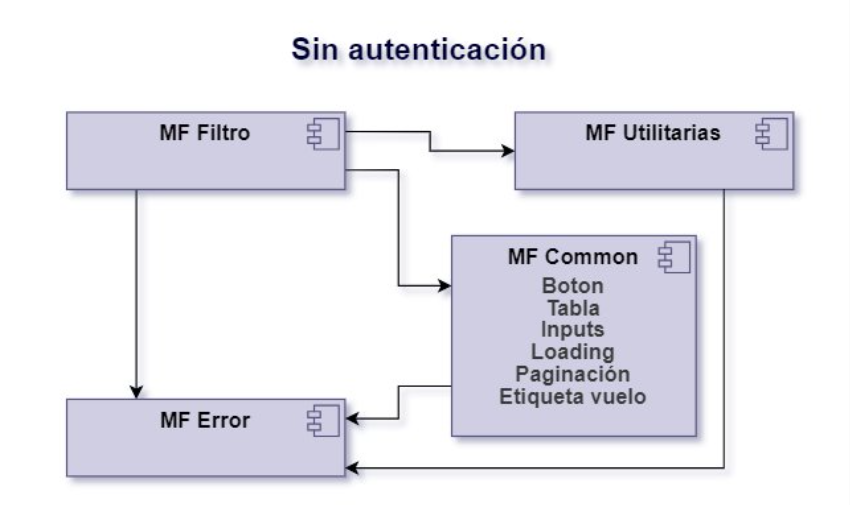 Sin autenticación
MF Filtro
MF Utilitarias
MF Common
Boton
Tabla
Inputs
Loading
Paginación
Etiqueta vuelo
MF Error